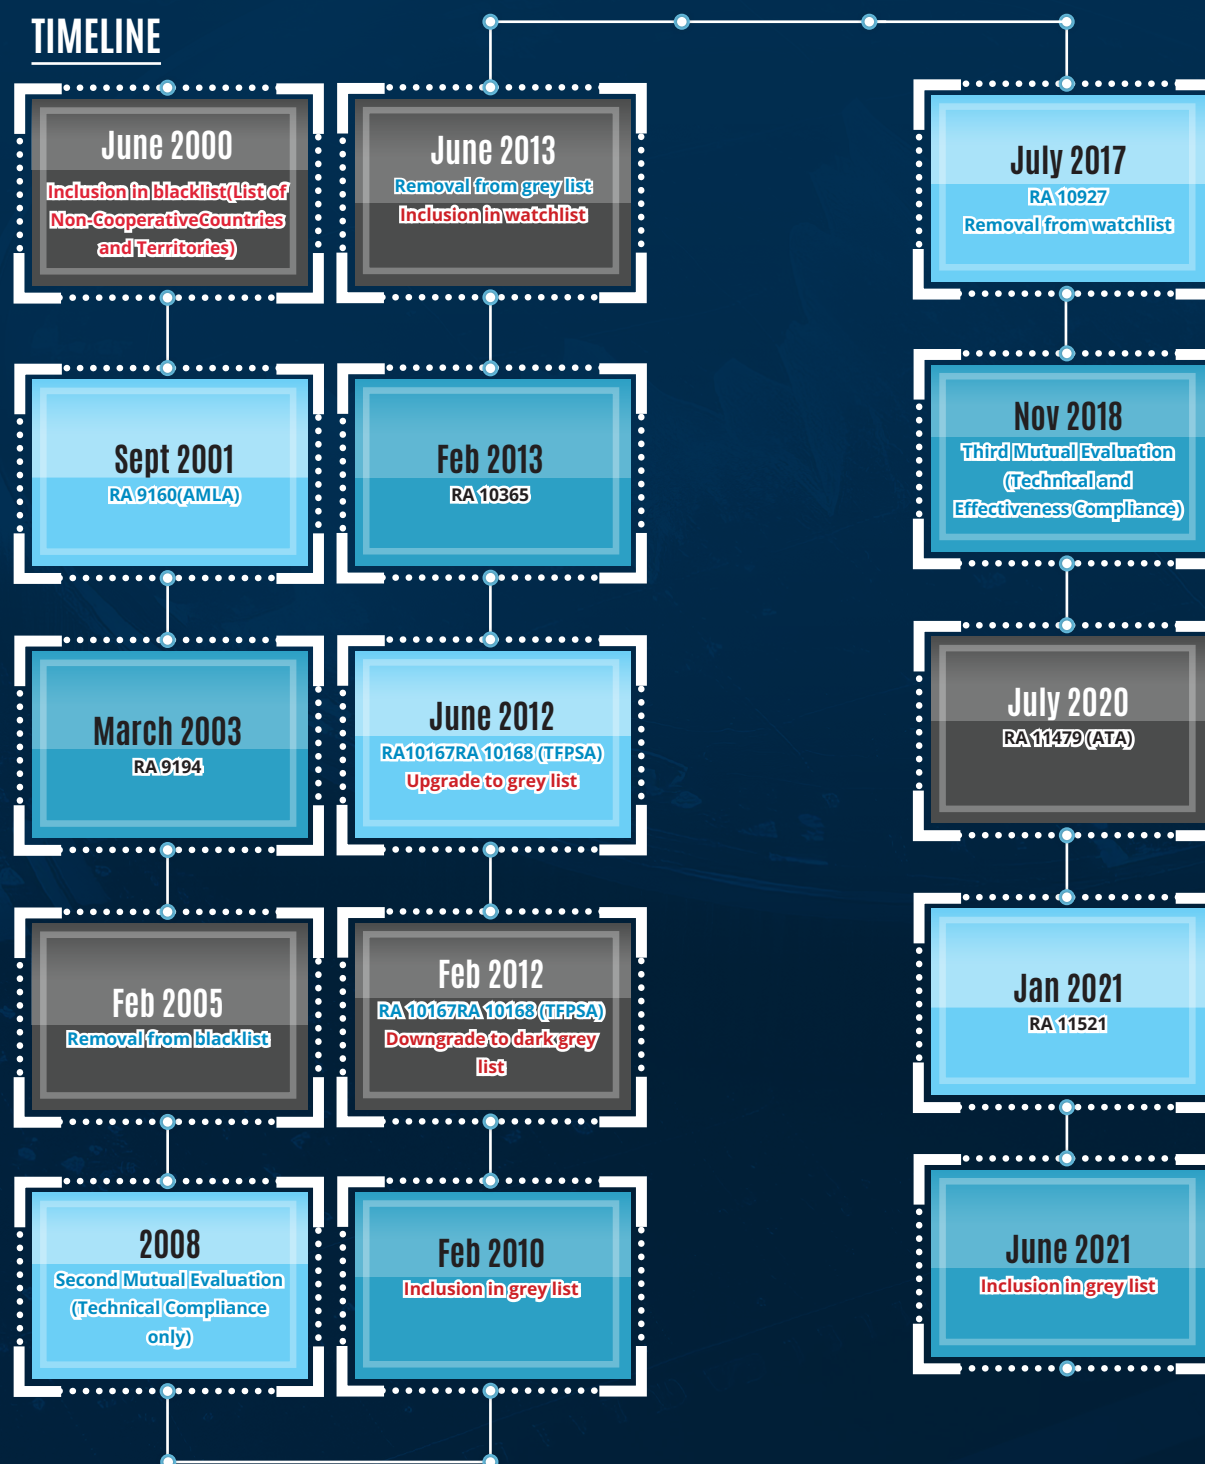 TIMELINE
June 2000
Inclusion in blacklist(List of
Non-CooperativeCountries
and Territories)
Sept 2001
RA 9160(AMLA)
March 2003
RA 9194
Feb 2005
Removal from blacklist
2008
Second Mutual Evaluation
(Technical Compliance
only)
June 2013
Removal from grey list
Inclusion in watchlist
Feb 2013
RA 10365
June 2012
RA10167RA 10168 (TFPSA)
Upgrade to grey list
Feb 2012
RA 10167RA 10168 (TFPSA)
Downgrade to dark grey
list
Feb 2010
Inclusion in grey list
July 2017
RA 10927
Removal from watchlist
Nov 2018
Third Mutual Evaluation
(Technical and
Effectiveness Compliance)
July 2020
RA 11479 (ATA)
Jan 2021
RA 11521
June 2021
Inclusion in grey list